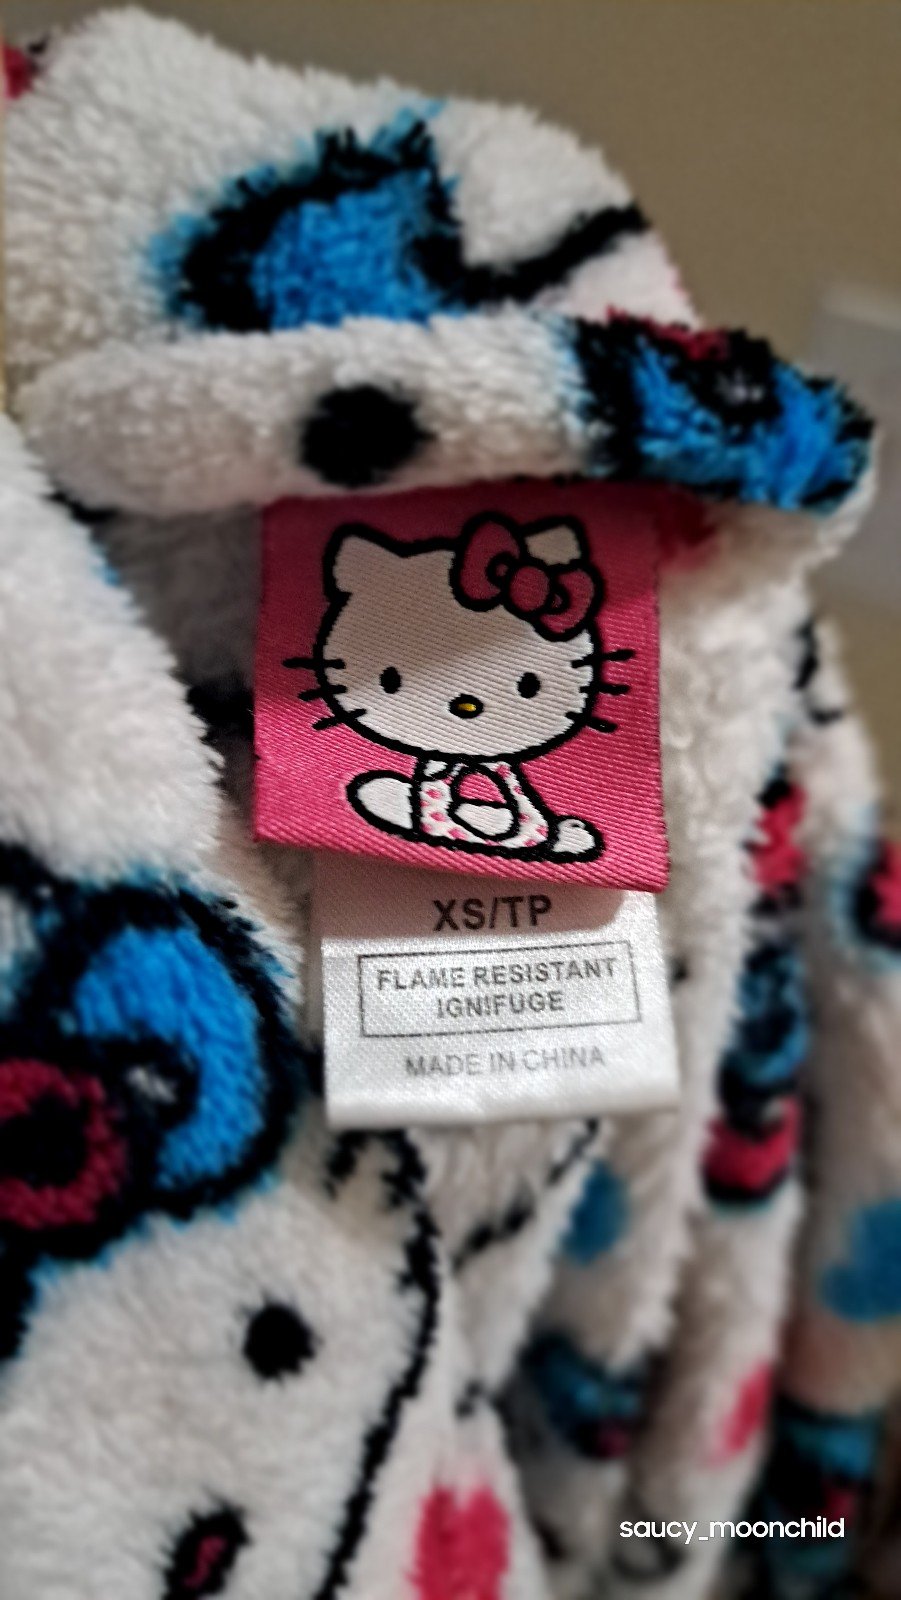 XS/TP
FLAME RESISTANT
IGNIFUGE
MADE IN CHINA
saucy_moonchild